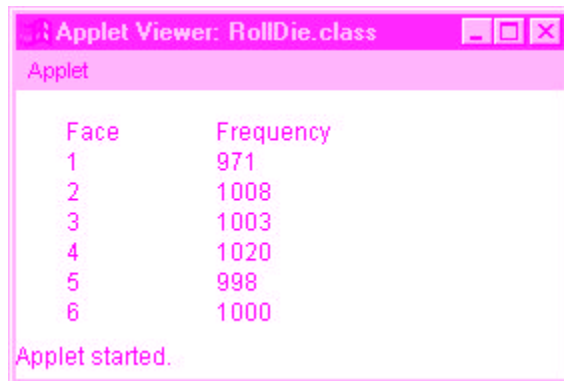 Applet Viewer: RollDie.class
Applet
Face Frequency
1 971
2 1008
3 1003
4 1020
5 998
6 1000
Applet started.